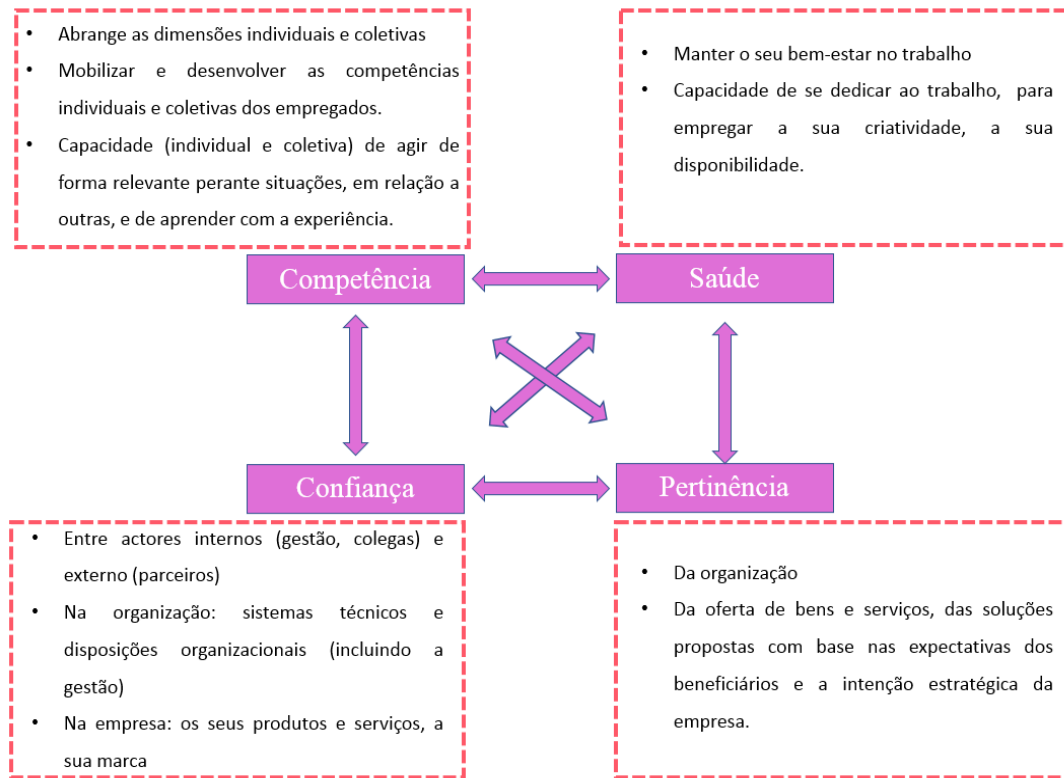 • Abrange as dimensões individuais e coletivas
• Mobilizar e desenvolver as competências
individuais e coletivas dos empregados.
• Capacidade (individual e coletiva) de agir de
forma relevante perante situações, em relação a
outras, e de aprender com a experiência.
• Manter o seu bem-estar no trabalho
• Capacidade de se dedicar ao trabalho, para
empregar a sua criatividade, a sua
disponibilidade.
Competência
Saúde
Confiança
Pertinência
• Entre actores internos (gestão, colegas) e
externo (parceiros)
• Na organização: sistemas técnicos e
disposições organizacionais (incluindo a
gestão)
• Na empresa: os seus produtos e serviços, a
sua marca
• Da organização
• Da oferta de bens e serviços, das soluções
propostas com base nas expectativas dos
beneficiários e a intenção estratégica da
empresa.